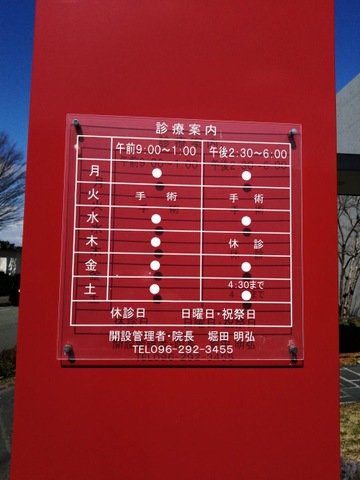 診療案内
午前9:00〜1:00 午後2:30〜6:00
月 ● ●
火 手術 手術
水 ● ●
木 ● 休診
金 ● ●
土 ● 4:30まで ●
休診日 日曜日・祝祭日
開設管理者・院長 堀田 明弘
TEL096-292-3455